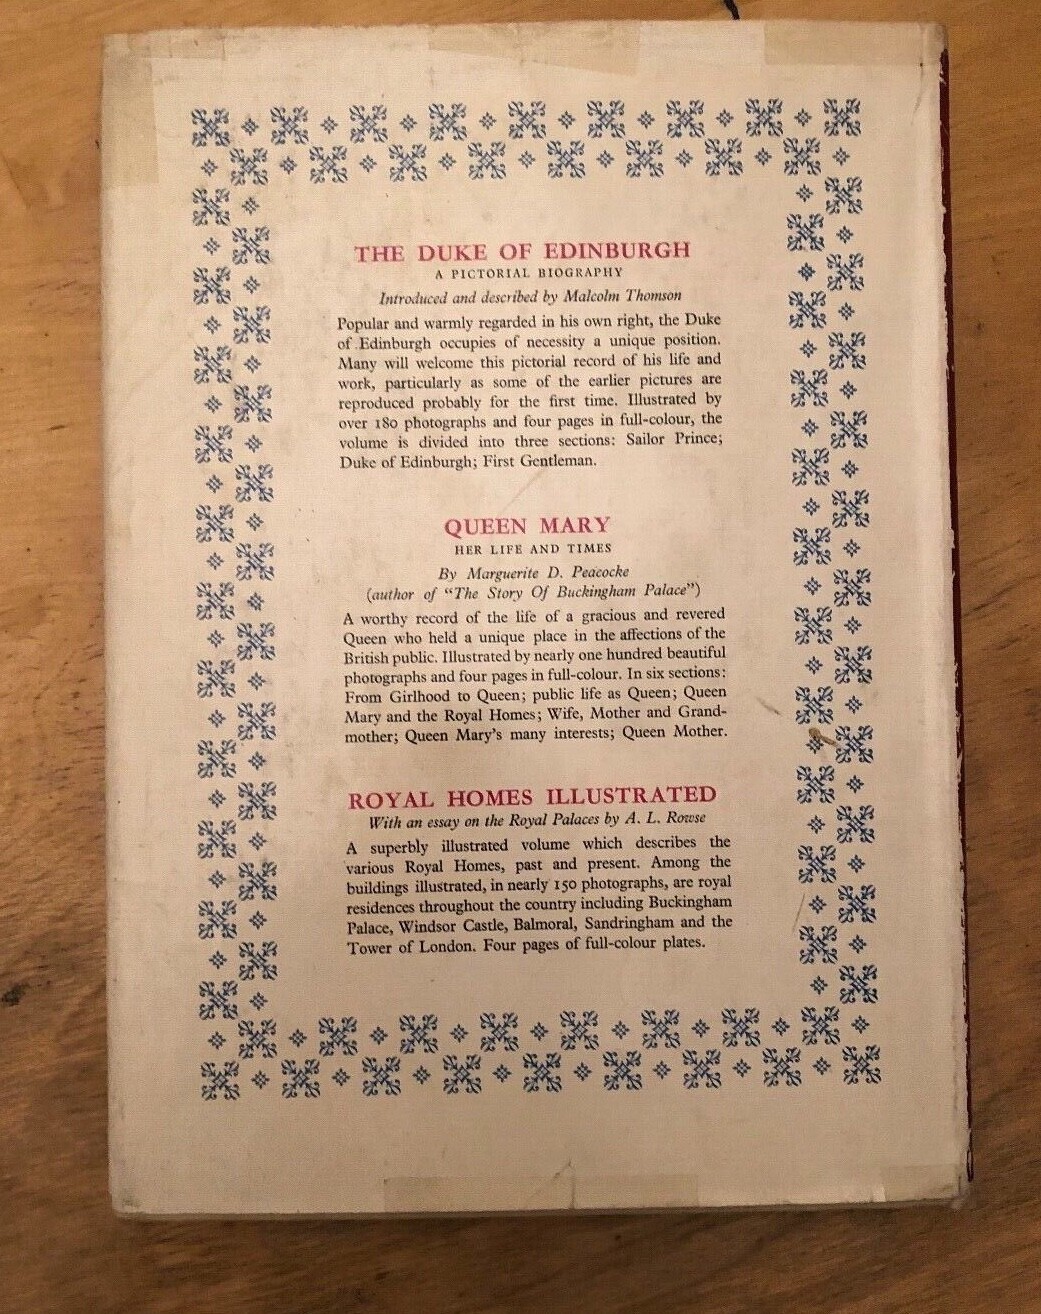 THE DUKE OF EDINBURGH
A PICTORIAL BIOGRAPHY
Introduced and described by Malcolm Thomson
Popular and warmly regarded in his own right, the Duke
of Edinburgh occupies of necessity a unique position.
Many will welcome this pictorial record of his life and
work, particularly as some of the earlier pictures are
reproduced probably for the first time. Illustrated by
over 180 photographs and four pages in full-colour, the
volume is divided into three sections: Sailor Prince;
Duke of Edinburgh; First Gentleman.
QUEEN MARY
HER LIFE AND TIMES
By Marguerite D. Peacocke
(author of “The Story Of Buckingham Palace”)
A worthy record of the life of a gracious and revered
Queen who held a unique place in the affections of the
British public. Illustrated by nearly one hundred beautiful
photographs and four pages in full-colour. In six sections:
From Girlhood to Queen; public life as Queen; Queen
Mary and the Royal Homes; Wife, Mother and Grand-
mother; Queen Mary's many interests; Queen Mother.
ROYAL HOMES ILLUSTRATED
With an essay on the Royal Palaces by A. L. Rowse
A superbly illustrated volume which describes the
various Royal Homes, past and present. Among the
buildings illustrated, in nearly 150 photographs, are royal
residences throughout the country including Buckingham
Palace, Windsor Castle, Balmoral, Sandringham and the
Tower of London. Four pages of full-colour plates.